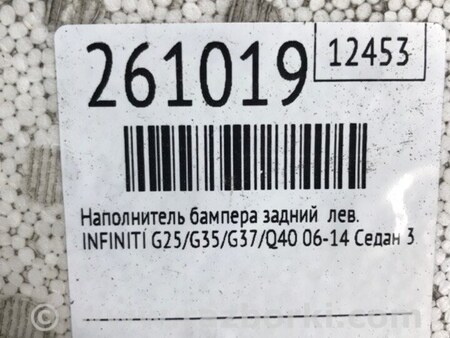 261019
12453
Наполнитель бампера задний лев.
INFINITI G25/G35/G37/Q40 06-14 Седан 3.